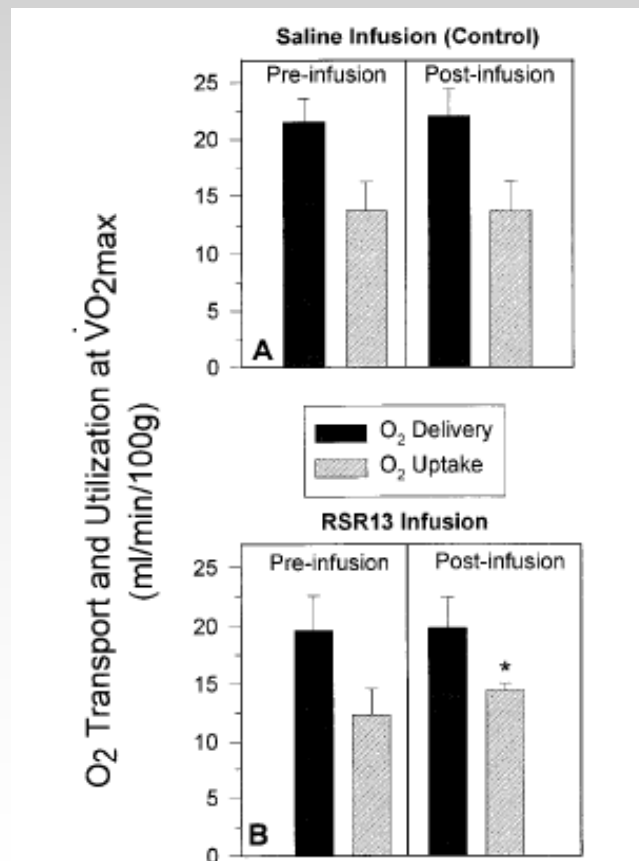 Saline Infusion (Control)
Pre-infusion Post-infusion
25
20
15
10
5
0
A
O2 Transport and Utilization at V̇O2max
(ml/min/100g)
O2 Delivery
O2 Uptake
RSR13 Infusion
Pre-infusion Post-infusion
25
20
*
15
10
5
0
B